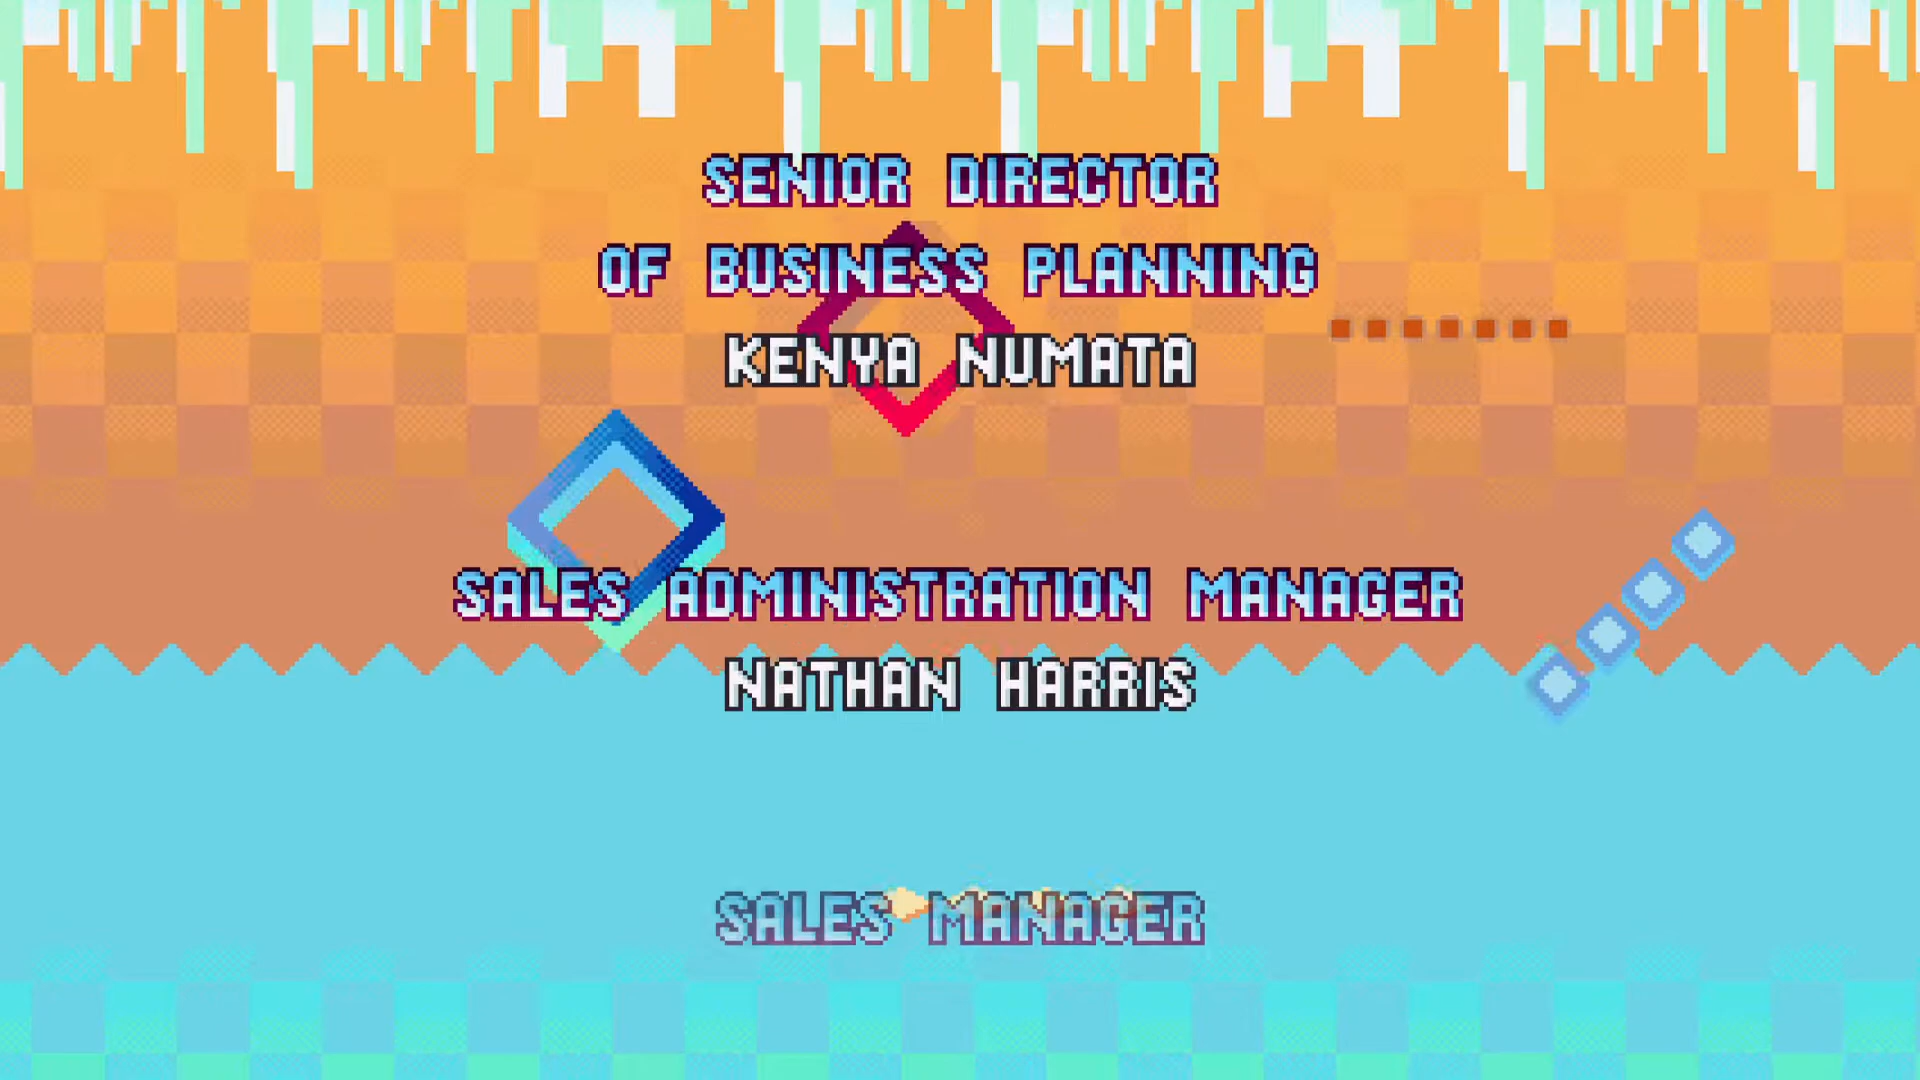 SENIOR DIRECTOR
OF BUSINESS PLANNING
KENYA NUMATA
SALES ADMINISTRATION MANAGER
NATHAN HARRIS
SALES MANAGER